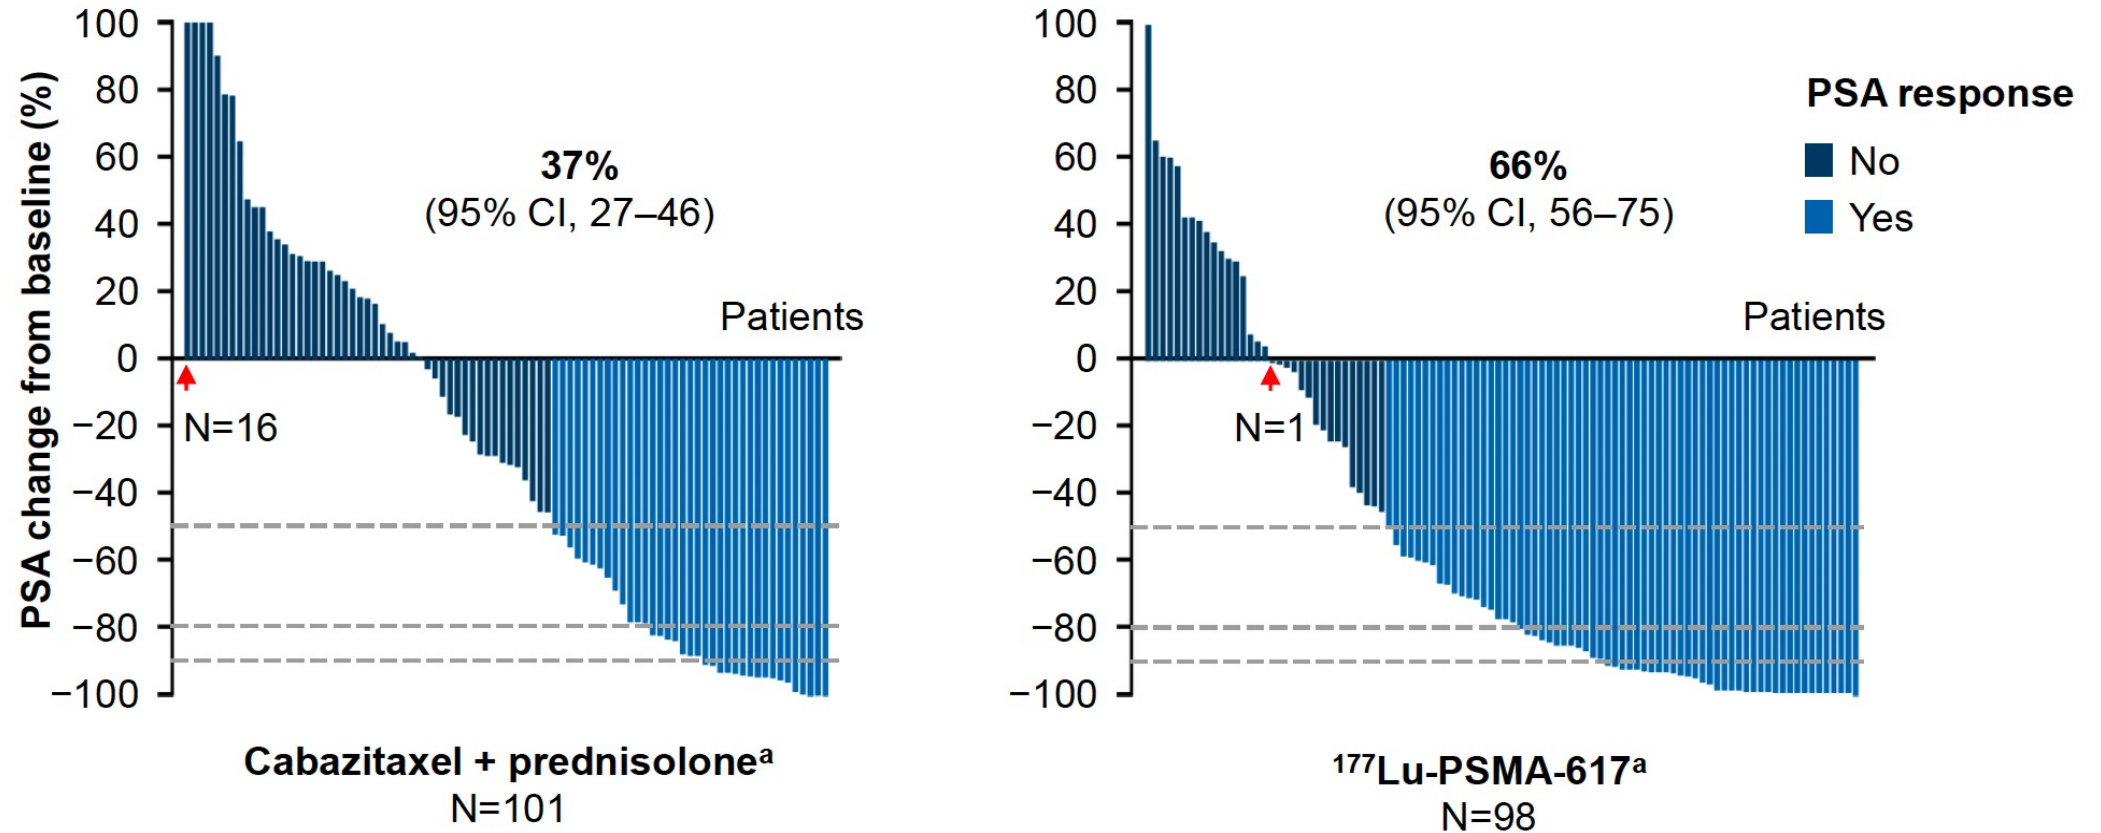 PSA change from baseline (%)
100
80
60
40
20
0
−20
−40
−60
−80
−100
37%
(95% CI, 27–46)
Patients
N=16
Cabazitaxel + prednisoloneᵃ
N=101
100
80
60
40
20
0
−20
−40
−60
−80
−100
66%
(95% CI, 56–75)
Patients
N=1
¹⁷⁷Lu-PSMA-617ᵃ
N=98
PSA response
No
Yes